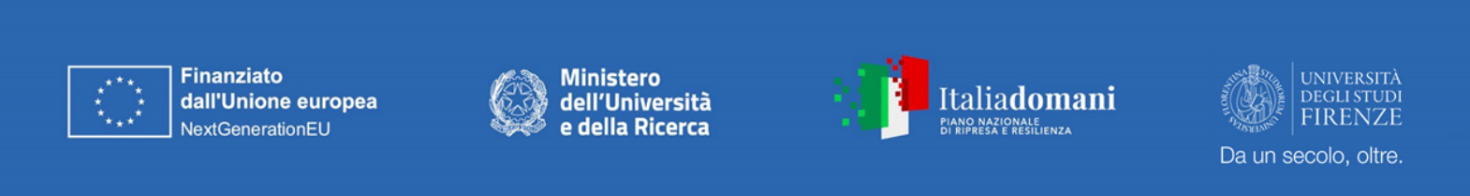 Finanziato
dall'Unione europea
NextGenerationEU
Ministero
dell'Università
e della Ricerca
Italiadomani
PIANO NAZIONALE
DI RIPRESA E RESILIENZA
UNIVERSITÀ
DEGLI STUDI
FIRENZE
Da un secolo, oltre.